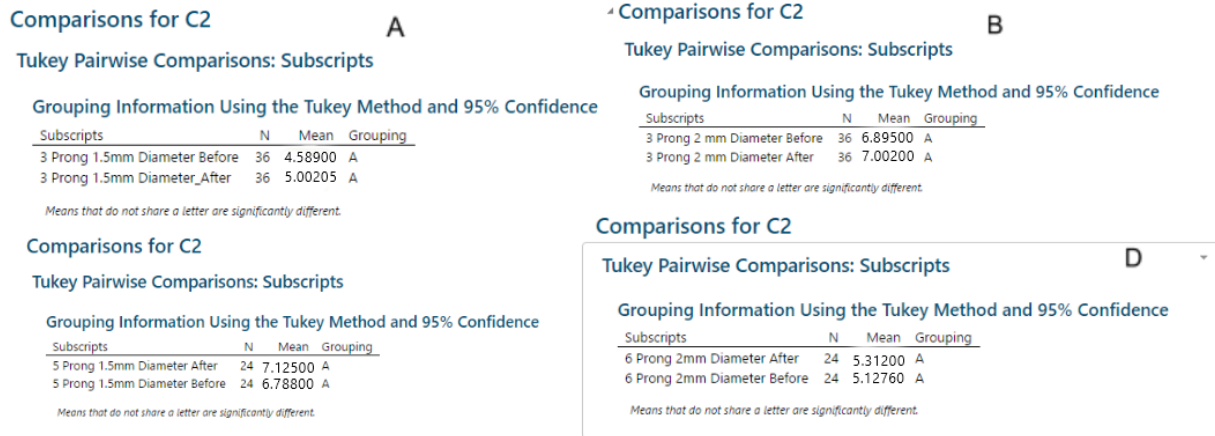 Comparisons for C2
A
Tukey Pairwise Comparisons: Subscripts
Grouping Information Using the Tukey Method and 95% Confidence
Subscripts N Mean Grouping
3 Prong 1.5mm Diameter Before 36 4.58900 A
3 Prong 1.5mm Diameter_After 36 5.00205 A
Means that do not share a letter are significantly different.
Comparisons for C2
B
Tukey Pairwise Comparisons: Subscripts
Grouping Information Using the Tukey Method and 95% Confidence
Subscripts N Mean Grouping
3 Prong 2 mm Diameter Before 36 6.89500 A
3 Prong 2 mm Diameter After 36 7.00200 A
Means that do not share a letter are significantly different.
Comparisons for C2
Tukey Pairwise Comparisons: Subscripts
Grouping Information Using the Tukey Method and 95% Confidence
Subscripts N Mean Grouping
5 Prong 1.5mm Diameter After 24 7.12500 A
5 Prong 1.5mm Diameter Before 24 6.78800 A
Means that do not share a letter are significantly different.
Comparisons for C2
Tukey Pairwise Comparisons: Subscripts
D
Grouping Information Using the Tukey Method and 95% Confidence
Subscripts N Mean Grouping
6 Prong 2mm Diameter After 24 5.31200 A
6 Prong 2mm Diameter Before 24 5.12760 A
Means that do not share a letter are significantly different.